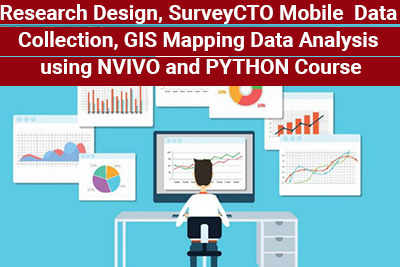 Research Design, SurveyCTO Mobile Data
Collection, GIS Mapping Data Analysis
using NVIVO and PYTHON Course